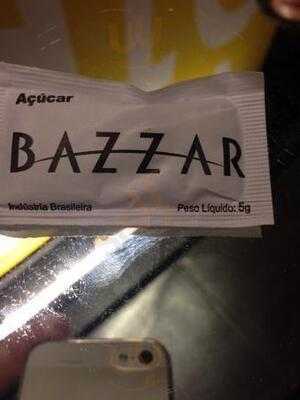 Açúcar
BAZZAR
Indústria Brasileira Peso Líquido: 5g